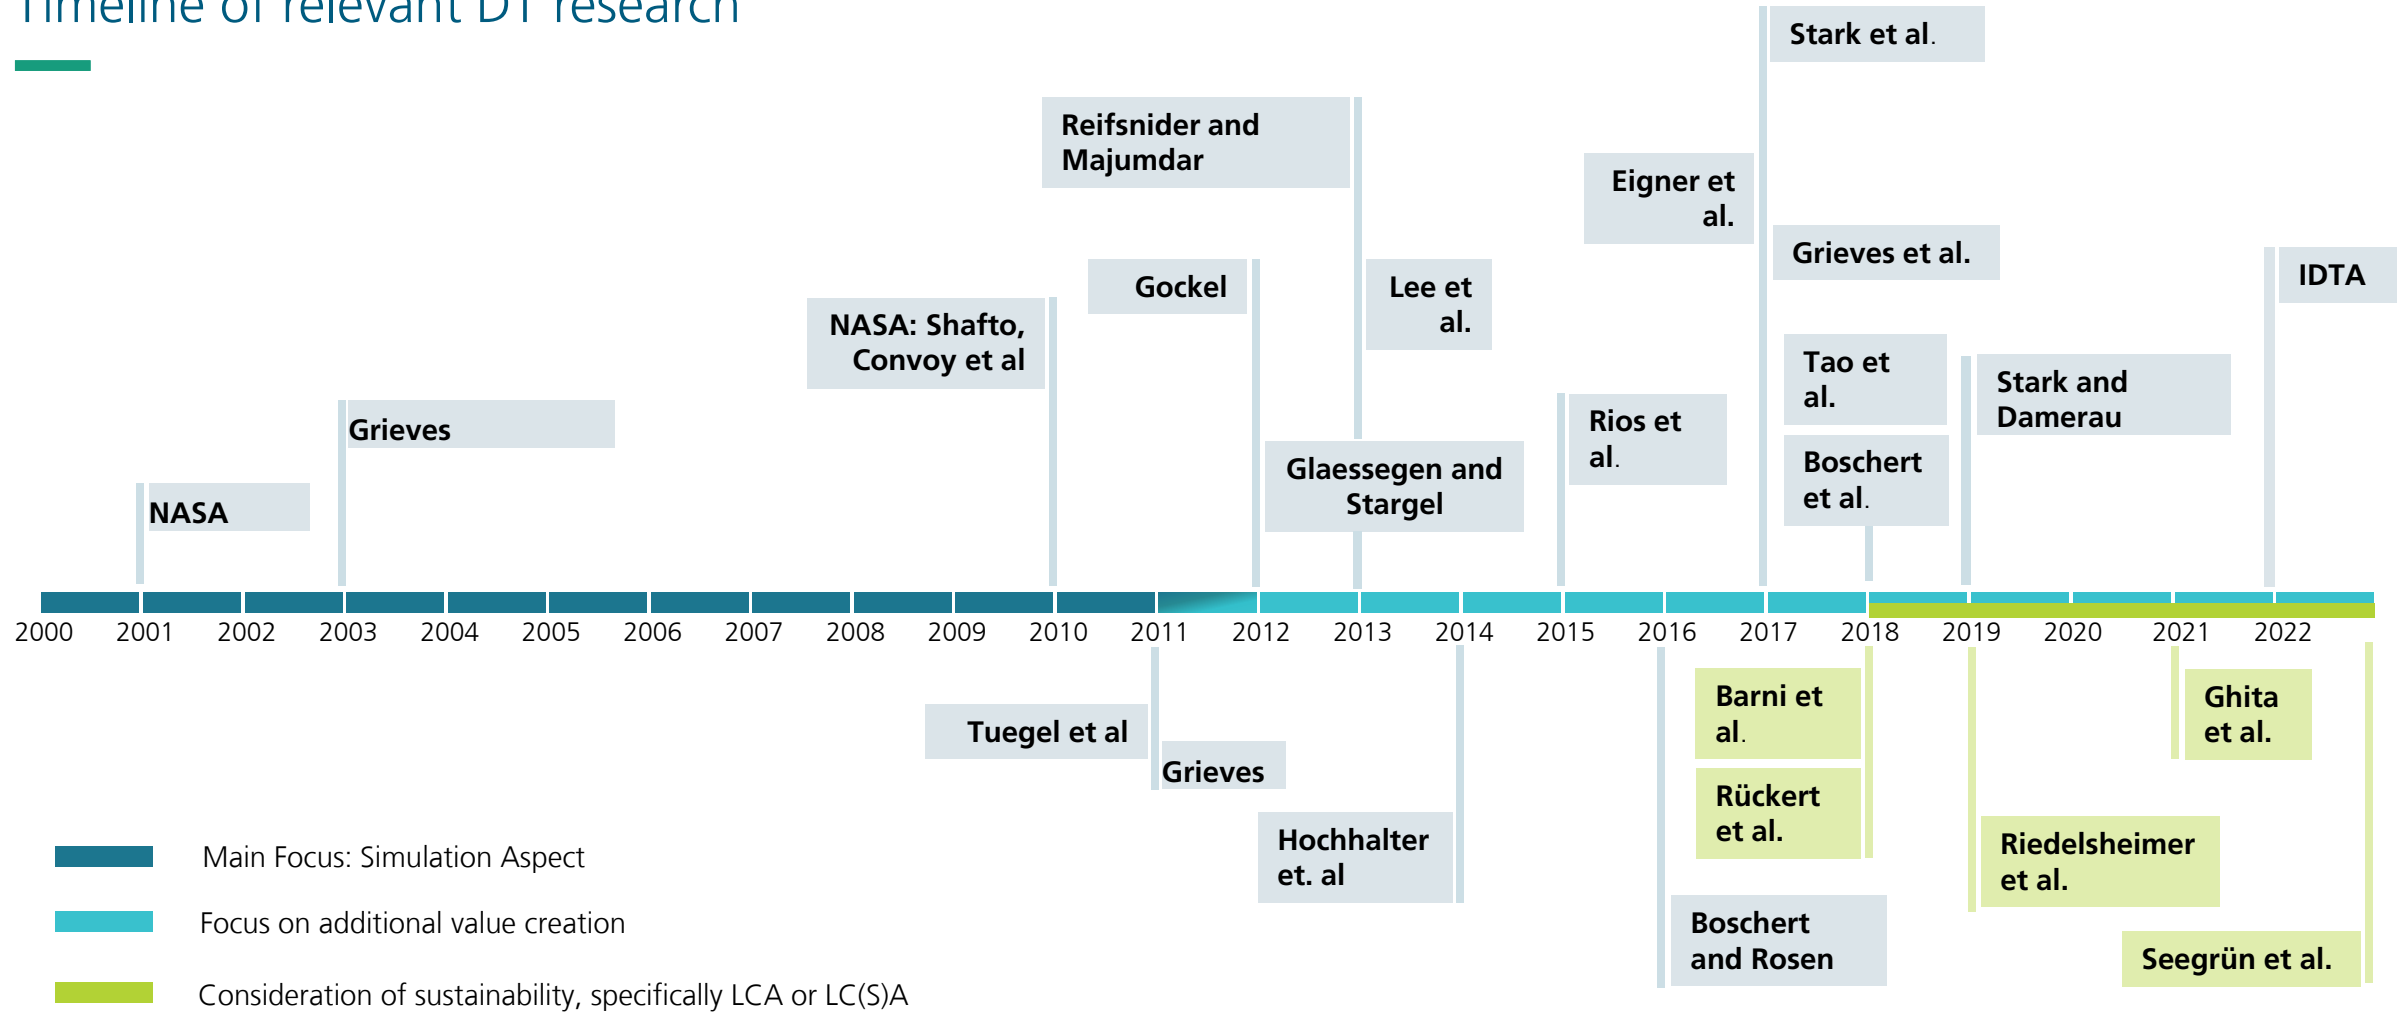 Timeline of relevant DT research
Stark et al.
Reifsnider and
Majumdar
Eigner et
al.
Grieves et al.
Gockel
Lee et
al.
IDTA
NASA: Shafto,
Convoy et al
Tao et
al.
Stark and
Damerau
Grieves
Rios et
al.
Glaessegen and
Stargel
Boschert
et al.
NASA
2000 2001 2002 2003 2004 2005 2006 2007 2008 2009 2010 2011 2012 2013 2014 2015 2016 2017 2018 2019 2020 2021 2022
Tuegel et al
Grieves
Barni et
al.
Ghita
et al.
Rückert
et al.
Hochhalter
et. al
Riedelsheimer
et al.
Boschert
and Rosen
Seegrün et al.
Main Focus: Simulation Aspect
Focus on additional value creation
Consideration of sustainability, specifically LCA or LC(S)A